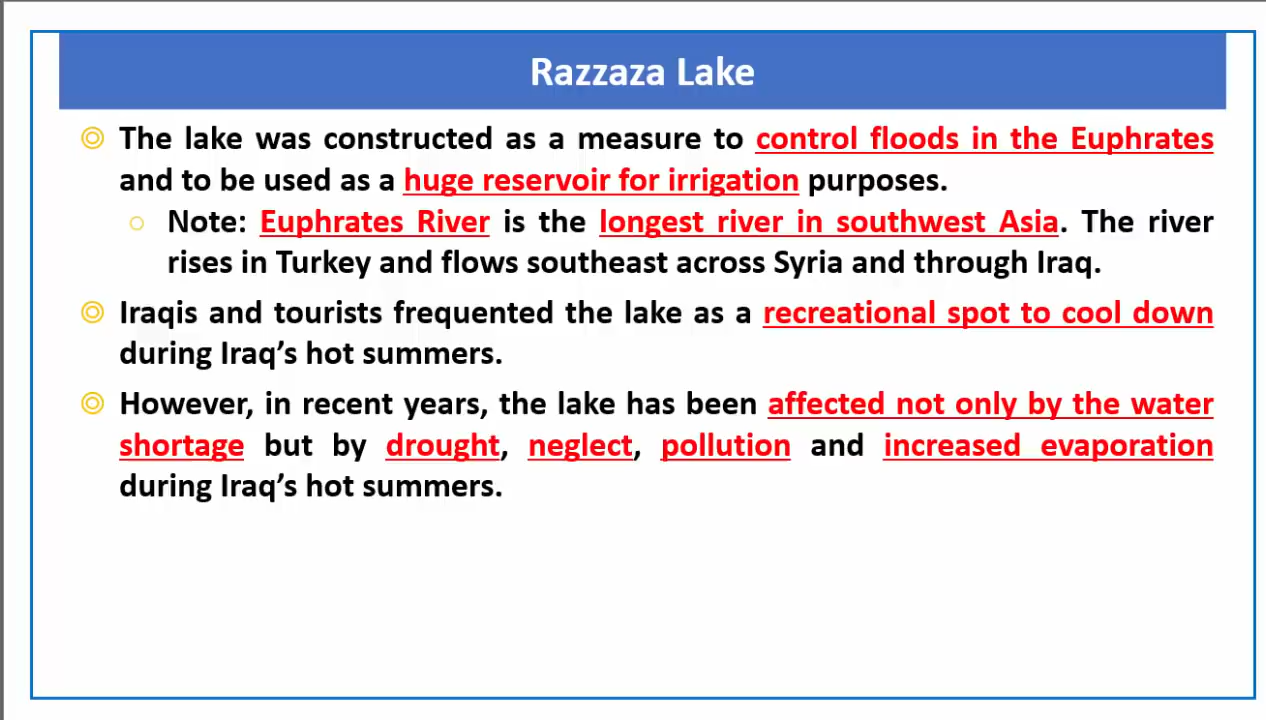 Razzaza Lake
The lake was constructed as a measure to control floods in the Euphrates
and to be used as a huge reservoir for irrigation purposes.
Note: Euphrates River is the longest river in southwest Asia. The river
rises in Turkey and flows southeast across Syria and through Iraq.
Iraqis and tourists frequented the lake as a recreational spot to cool down
during Iraq’s hot summers.
However, in recent years, the lake has been affected not only by the water
shortage but by drought, neglect, pollution and increased evaporation
during Iraq’s hot summers.